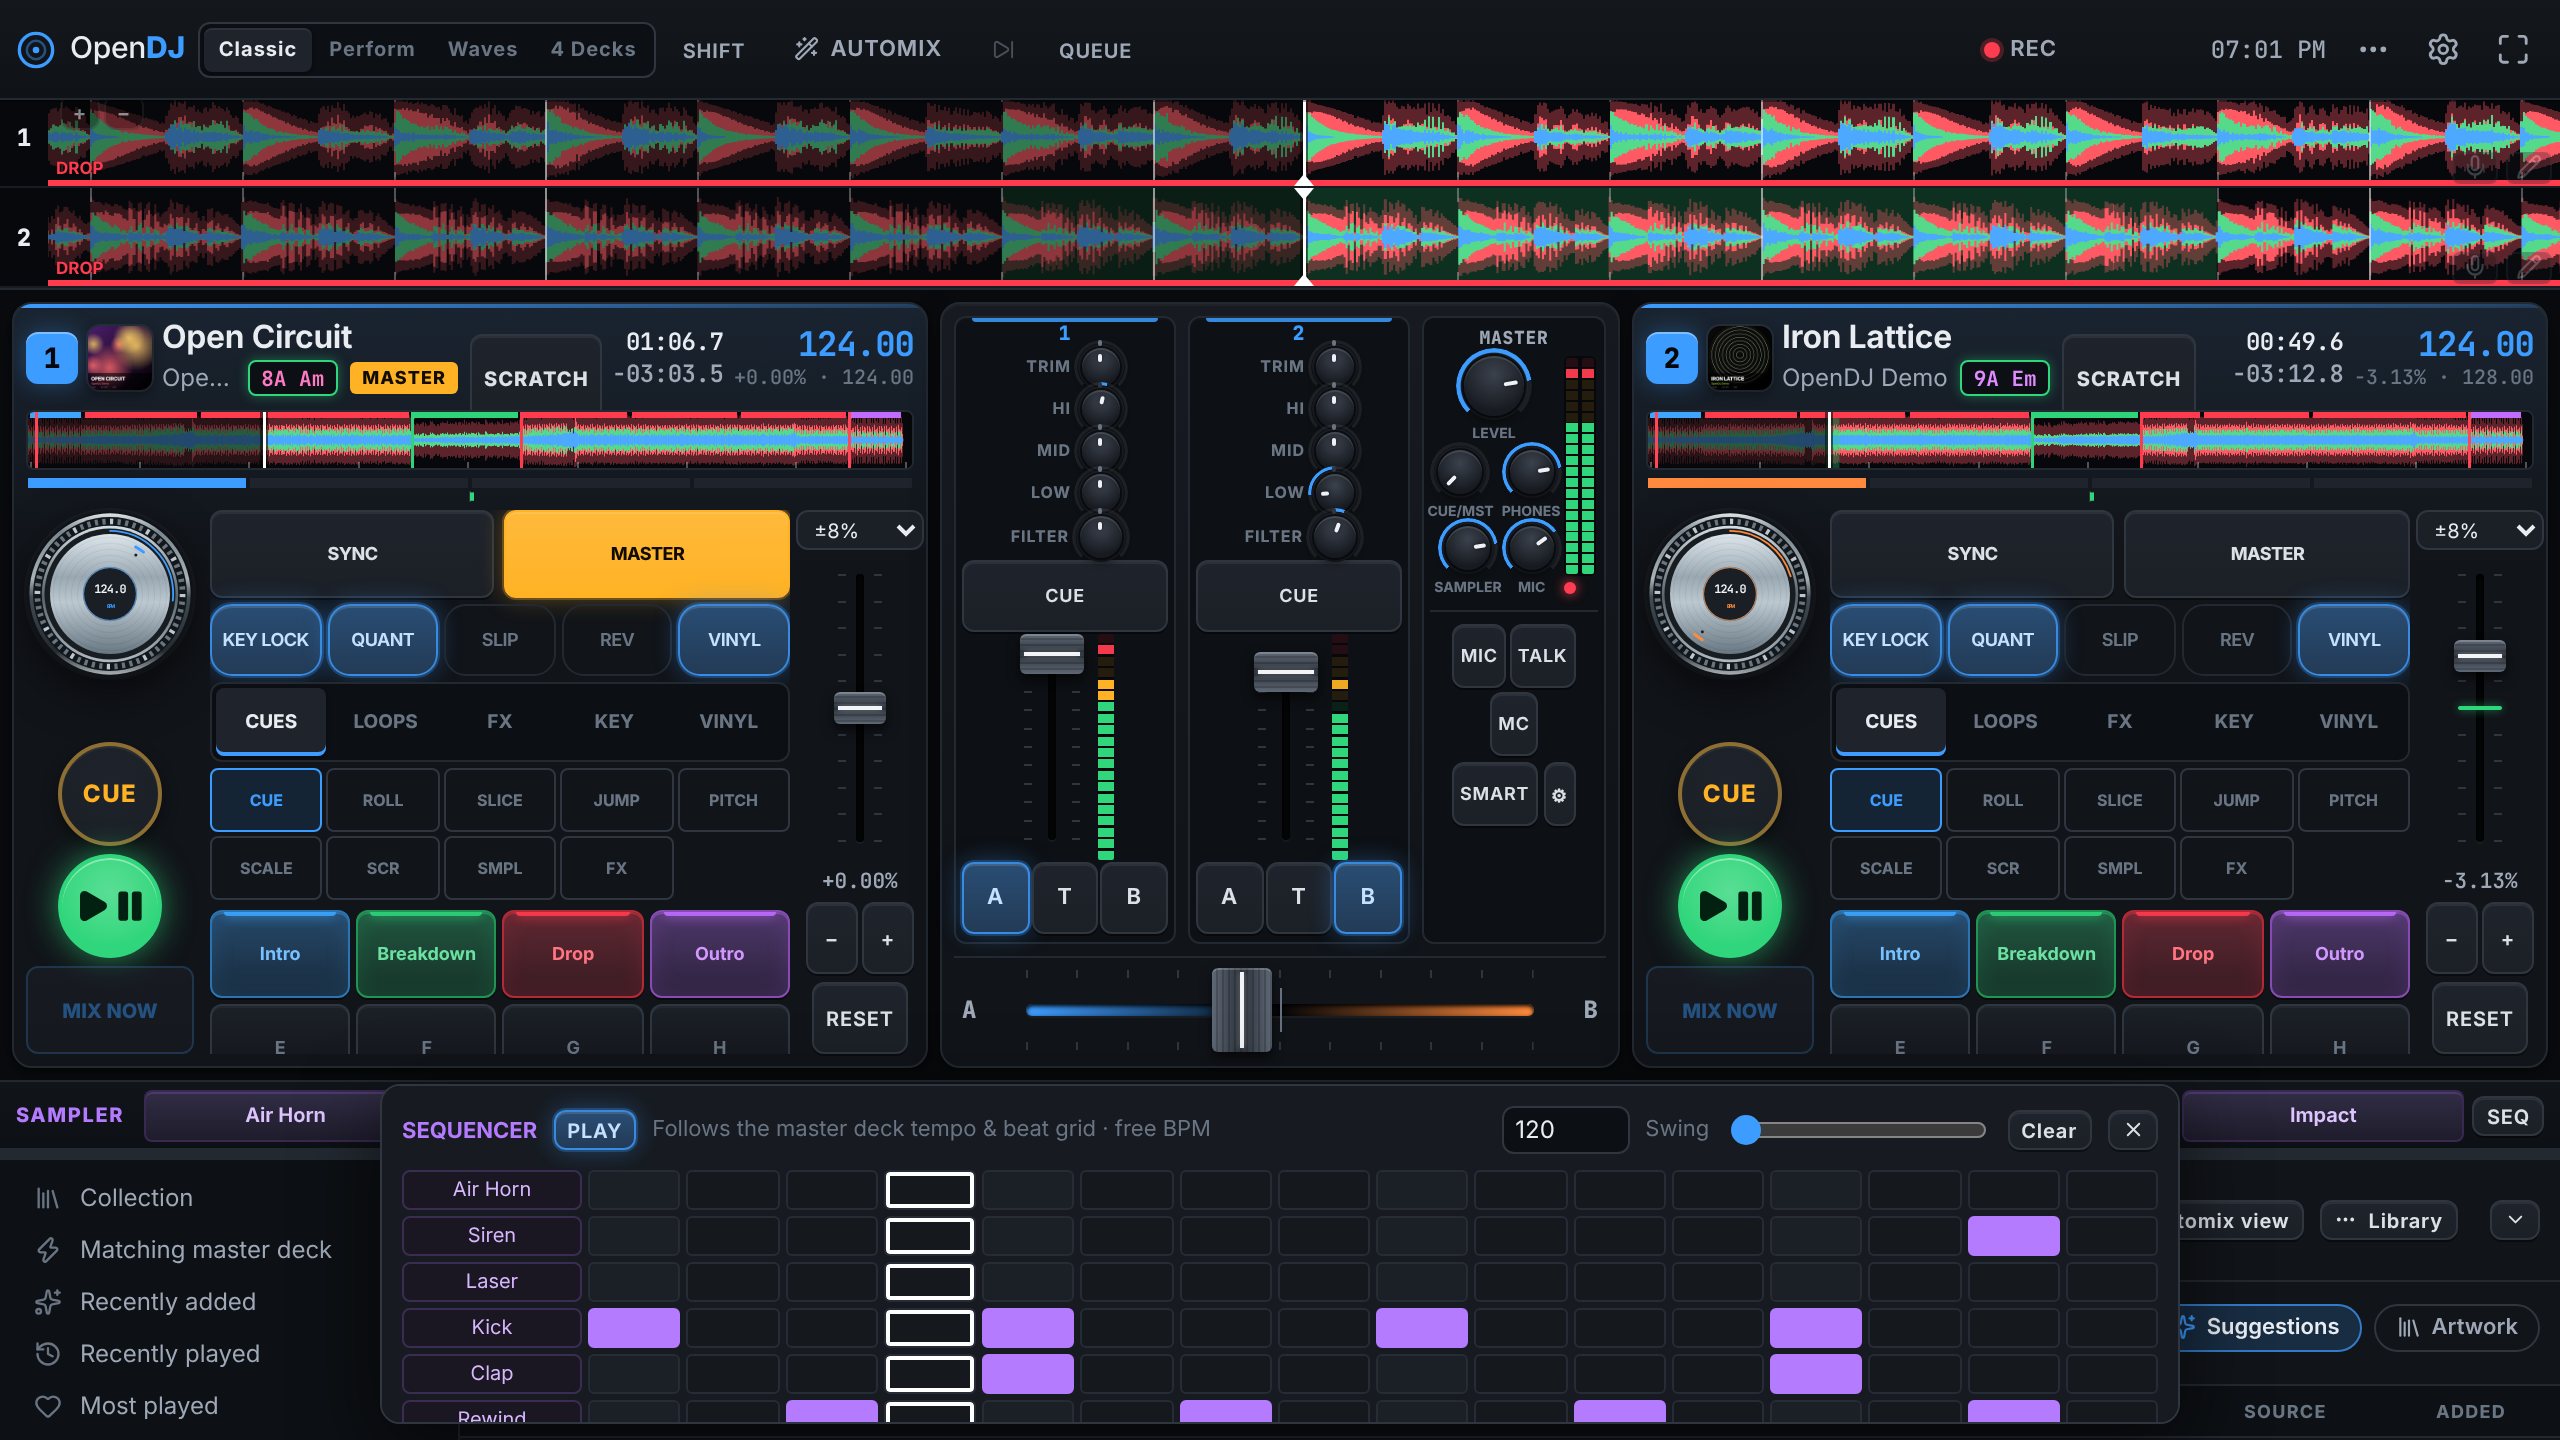 OpenDJ Classic Perform Waves 4 Decks SHIFT AUTOMIX QUEUE REC 07:01 PM
1
+ −
DROP
2
DROP
1 Open Circuit
Ope... 8A Am MASTER SCRATCH
01:06.7 124.00
-03:03.5 +0.00% · 124.00
124.0
SYNC MASTER ±8%
KEY LOCK QUANT SLIP REV VINYL
CUES LOOPS FX KEY VINYL
CUE
CUE ROLL SLICE JUMP PITCH
SCALE SCR SMPL FX
+0.00%
Intro Breakdown Drop Outro
− +
MIX NOW
E F G H
RESET
1 2 MASTER
TRIM TRIM
HI HI
LEVEL
MID MID
LOW LOW
CUE/MST PHONES
FILTER FILTER
SAMPLER MIC
CUE CUE
MIC TALK
MC
SMART
A T B A T B
A B
2 Iron Lattice
OpenDJ Demo 9A Em SCRATCH
00:49.6 124.00
-03:12.8 -3.13% · 128.00
124.0
SYNC MASTER ±8%
KEY LOCK QUANT SLIP REV VINYL
CUES LOOPS FX KEY VINYL
CUE
CUE ROLL SLICE JUMP PITCH
SCALE SCR SMPL FX
-3.13%
Intro Breakdown Drop Outro
− +
MIX NOW
E F G H
RESET
SAMPLER Air Horn Impact SEQ
SEQUENCER PLAY Follows the master deck tempo & beat grid · free BPM 120 Swing Clear
Air Horn
Siren
Laser
Kick
Clap
Rewind
Collection
Matching master deck
Recently added
Recently played
Most played
tomix view Library
Suggestions Artwork
SOURCE ADDED